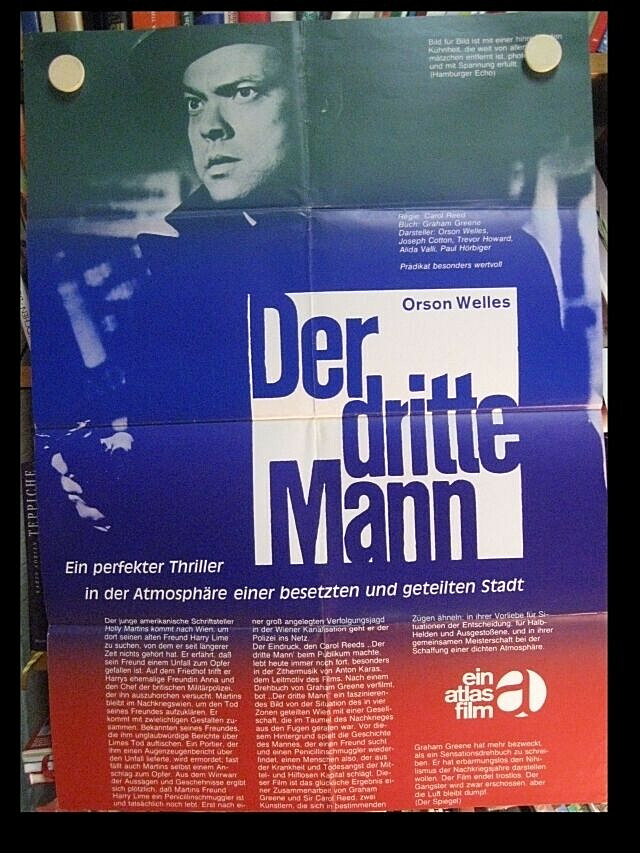 Bild für Bild ist mit einer
Kühnheit, die weit von
mätzchen entfernt ist,
und mit Spannung erfüllt
(Hamburger Echo)
Regie: Carol Reed
Buch: Graham Greene
Darsteller: Orson Welles,
Joseph Cotton, Trevor Howard,
Alida Valli, Paul Hörbiger
Prädikat besonders wertvoll
Orson Welles
Der
dritte
Mann
Ein perfekter Thriller
in der Atmosphäre einer besetzten und geteilten Stadt
Der junge amerikanische Schriftsteller
Holly Martins kommt nach Wien, um
dort seinen alten Freund Harry Lime
zu suchen, von dem er seit längerer
Zeit nichts gehört hat. Er erfährt, daß
sein Freund einem Unfall zum Opfer
gefallen ist. Auf dem Friedhof trifft er
Harrys ehemalige Freundin Anna und
den Chef der britischen Militärpolizei,
der ihn auszuhorchen versucht. Martins
bleibt im Nachkriegswien, um den Tod
seines Freundes aufzuklären. Er
kommt mit zwielichtigen Gestalten zu-
sammen, Bekannten seines Freundes,
die ihm unglaubwürdige Berichte über
Limes Tod auftischen. Ein Portier, der
ihm einen Augenzeugenbericht über
den Unfall liefert, wird ermordet; fast
fällt auch Martins selbst einem An-
schlag zum Opfer. Aus dem Wirrwarr
der Aussagen und Geschehnisse ergibt
sich plötzlich, daß Martins Freund
Harry Lime ein Penicillinschmuggler ist
und tatsächlich noch lebt. Erst nach ei-
ner groß angelegten Verfolgungsjagd
in der Wiener Kanalisation geht er der
Polizei ins Netz.
Der Eindruck, den Carol Reeds „Der
dritte Mann' beim Publikum machte,
lebt heute immer noch fort, besonders
in der Zithermusik von Anton Karas,
dem Leitmotiv des Films. Nach einem
Drehbuch von Graham Greene verfilmt,
bot „Der dritte Mann' ein faszinieren-
des Bild von der Situation des in vier
Zonen geteilten Wien mit einer Gesell-
schaft, die im Taumel des Nachkrieges
aus den Fugen geraten war. Vor die-
sem Hintergrund spielt die Geschichte
des Mannes, der einen Freund sucht
und einen Penicillinschmuggler wieder-
findet, einen Menschen also, der aus
der Krankheit und Todesangst der Mit-
tel- und Hilflosen Kapital schlägt. Die-
ser Film ist das glückliche Ergebnis ei-
ner Zusammenarbeit von Graham
Greene und Sir Carol Reed, zwei
Künstlern, die sich in bestimmenden
Zügen ähneln: in ihrer Vorliebe für Si-
tuationen der Entscheidung, für Halb-
Helden und Ausgestoßene, und in ihrer
gemeinsamen Meisterschaft bei der
Schaffung einer dichten Atmosphäre.
ein
atlas
film
a
Graham Greene hat mehr bezweckt,
als ein Sensationsdrehbuch zu schrei-
ben. Er hat erbarmungslos den Nihi-
lismus der Nachkriegsjahre darstellen
wollen. Der Film endet trostlos. Der
Gangster wird zwar erschossen, aber
die Luft bleibt dumpf.
(Der Spiegel)
TEPPICHE